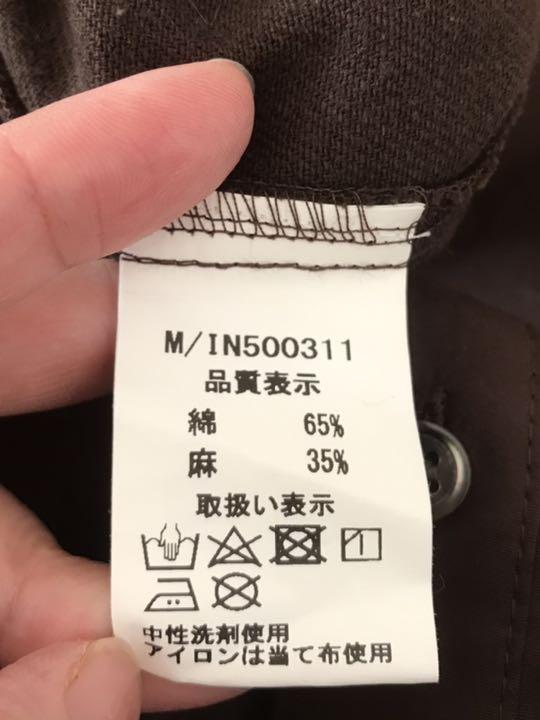 M/IN500311
品質表示
綿 65%
麻 35%
取扱い表示
中性洗剤使用
アイロンは当て布使用